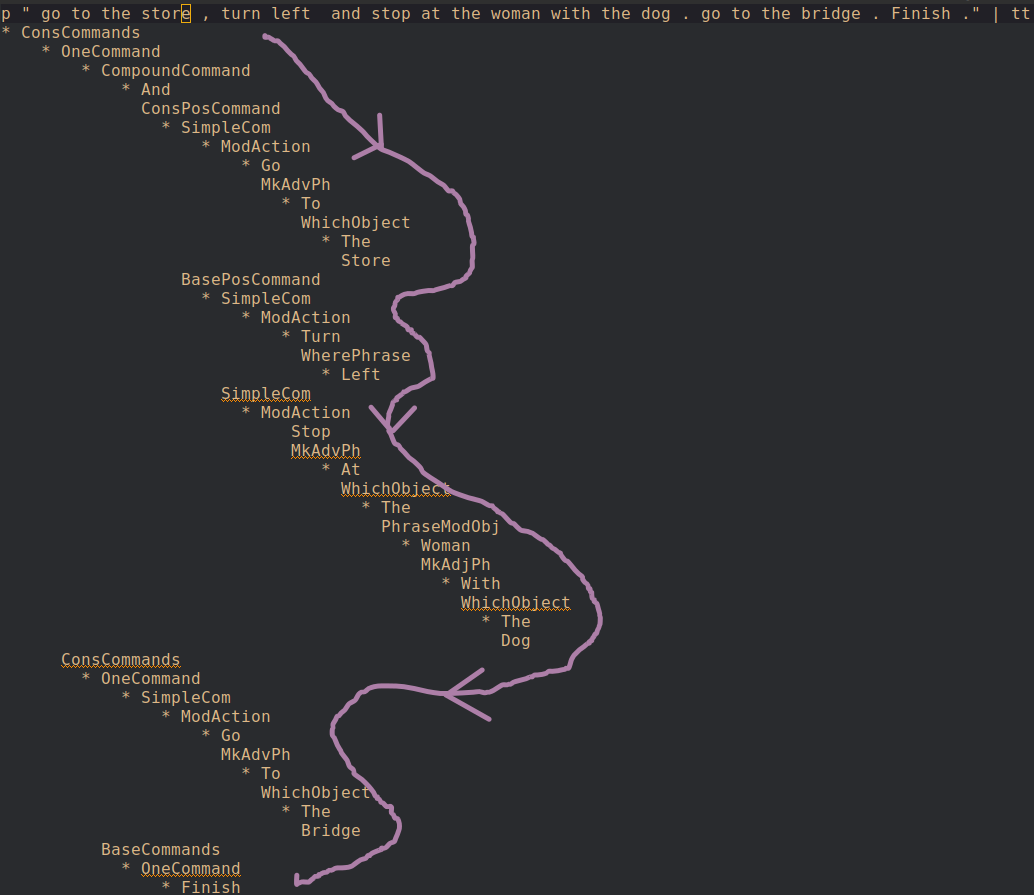 p " go to the store , turn left  and stop at the woman with the dog . go to the bridge . Finish ." | tt
* ConsCommands
    * OneCommand
        * CompoundCommand
            * And
              ConsPosCommand
                * SimpleCom
                    * ModAction
                        * Go
                          MkAdvPh
                            * To
                              WhichObject
                                * The
                                  Store
                  BasePosCommand
                    * SimpleCom
                        * ModAction
                            * Turn
                              WherePhrase
                                * Left
                      SimpleCom
                        * ModAction
                             Stop
                             MkAdvPh
                                * At
                                  WhichObject
                                    * The
                                      PhraseModObj
                                        * Woman
                                          MkAdjPh
                                            * With
                                              WhichObject
                                                * The
                                                  Dog
      ConsCommands
        * OneCommand
            * SimpleCom
                * ModAction
                    * Go
                      MkAdvPh
                        * To
                          WhichObject
                            * The
                              Bridge
          BaseCommands
            * OneCommand
                * Finish